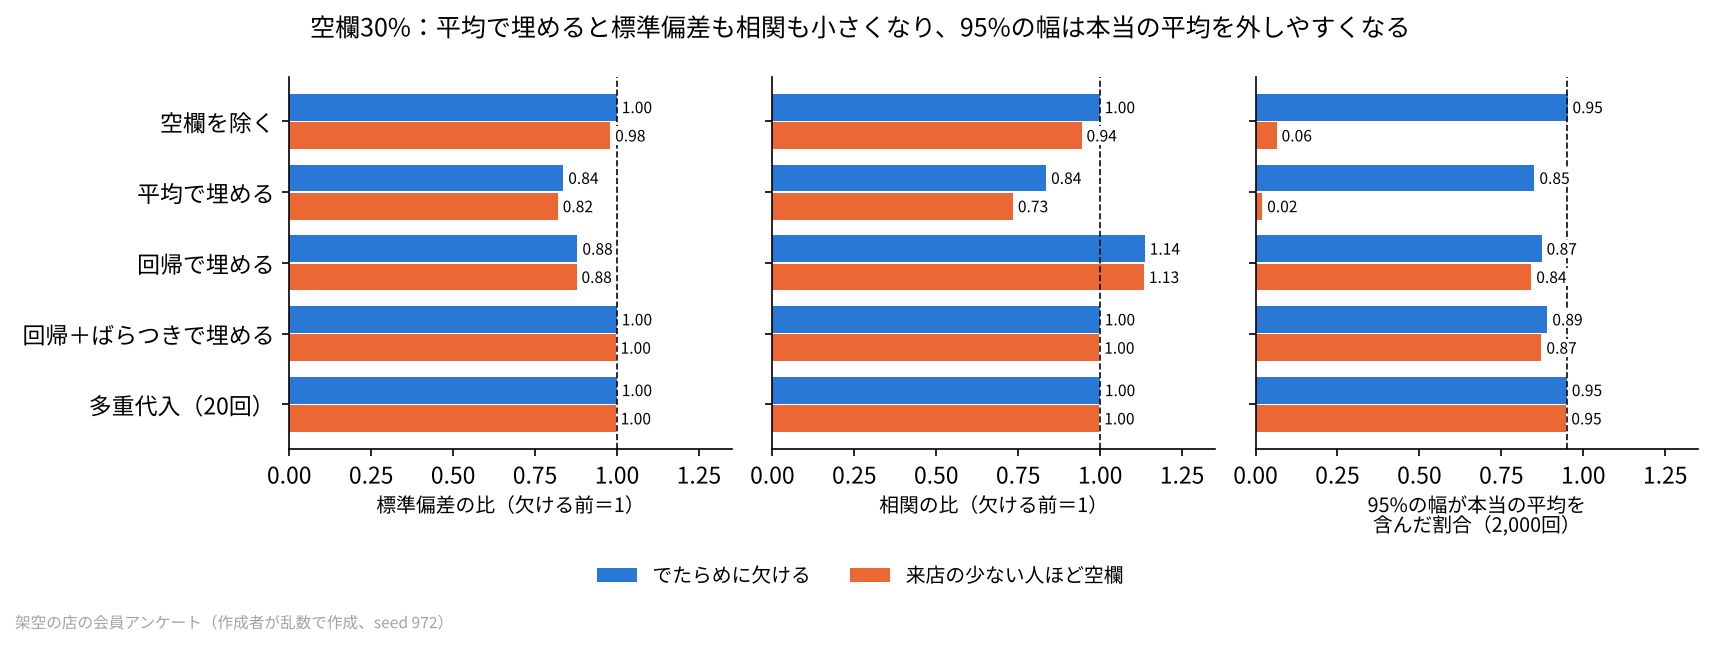 空欄30%：平均で埋めると標準偏差も相関も小さくなり、95%の幅は本当の平均を外しやすくなる
空欄を除く
平均で埋める
回帰で埋める
回帰＋ばらつきで埋める
多重代入（20回）
1.00
0.98
0.84
0.82
0.88
0.88
1.00
1.00
1.00
1.00
0.00 0.25 0.50 0.75 1.00 1.25
標準偏差の比（欠ける前＝1）
1.00
0.94
0.84
0.73
1.14
1.13
1.00
1.00
1.00
1.00
0.00 0.25 0.50 0.75 1.00 1.25
相関の比（欠ける前＝1）
0.95
0.06
0.85
0.02
0.87
0.84
0.89
0.87
0.95
0.95
0.00 0.25 0.50 0.75 1.00 1.25
95%の幅が本当の平均を
含んだ割合（2,000回）
でたらめに欠ける
来店の少ない人ほど空欄
架空の店の会員アンケート（作成者が乱数で作成、seed 972）